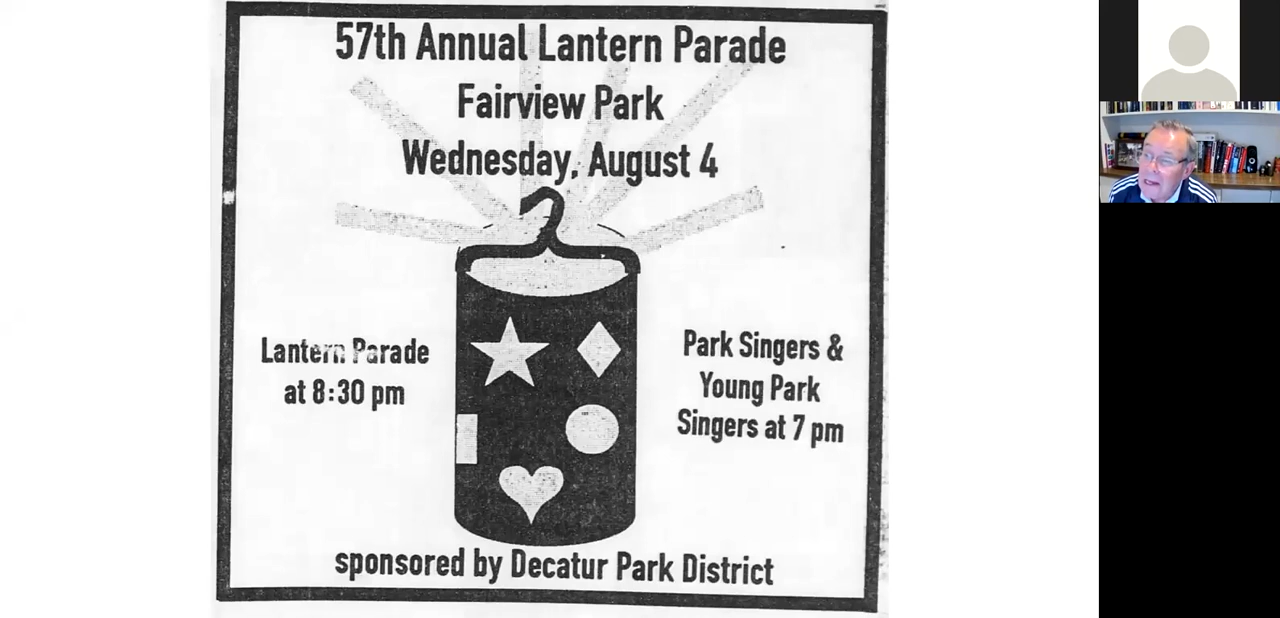 57th Annual Lantern Parade
Fairview Park
Wednesday, August 4
Lantern Parade
at 8:30 pm
Park Singers &
Young Park
Singers at 7 pm
sponsored by Decatur Park District